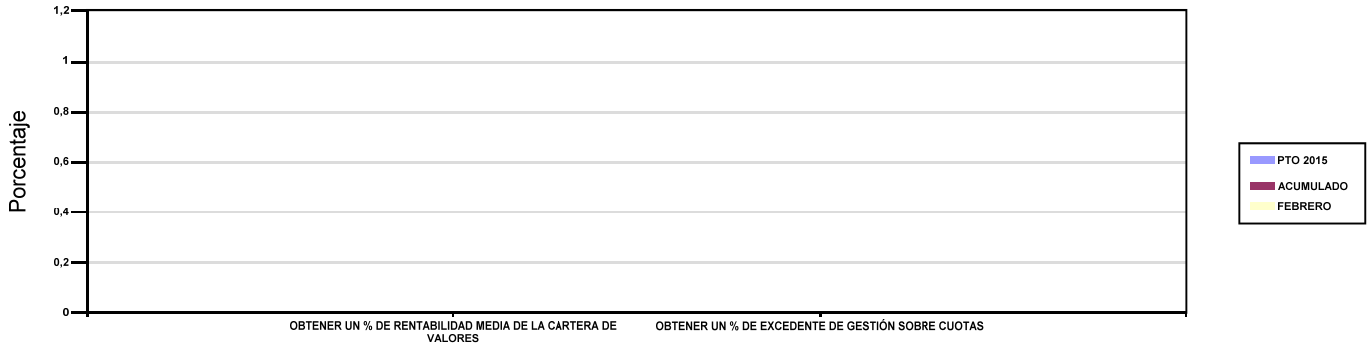 Porcentaje
1,2
1
0,8
0,6
0,4
0,2
0
OBTENER UN % DE RENTABILIDAD MEDIA DE LA CARTERA DE
VALORES
OBTENER UN % DE EXCEDENTE DE GESTIÓN SOBRE CUOTAS
PTO 2015
ACUMULADO
FEBRERO